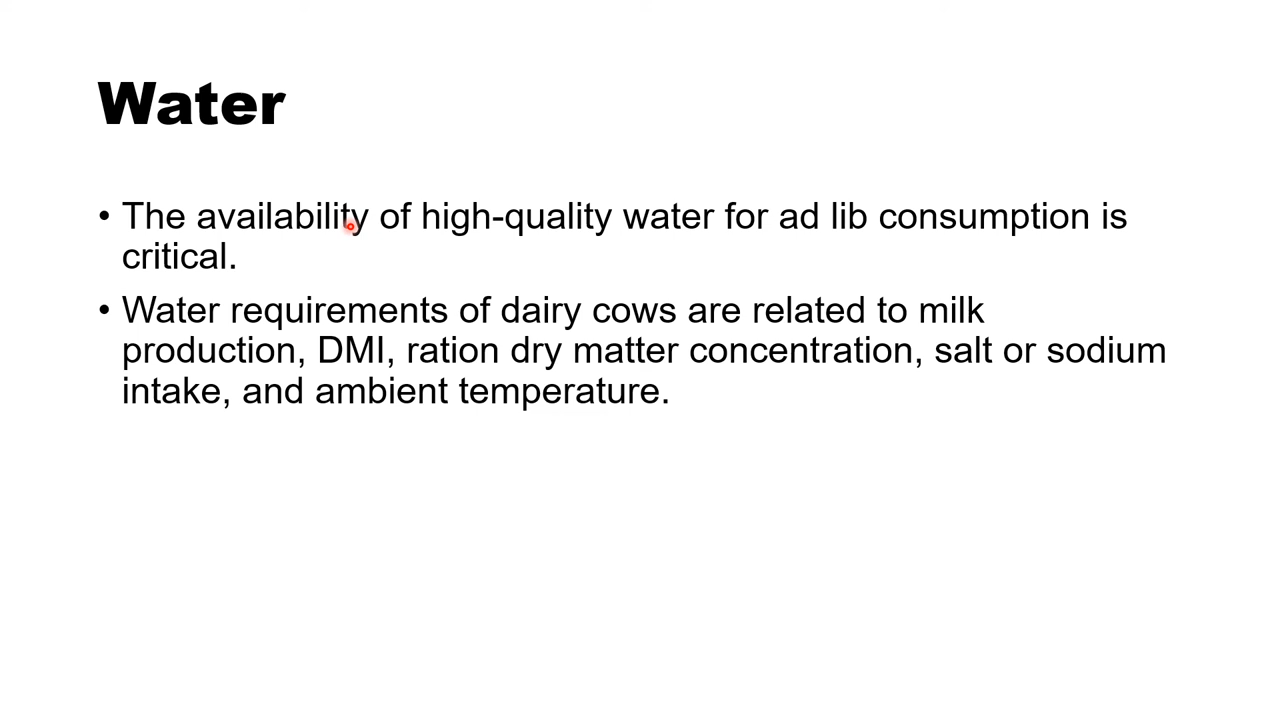 Water
• The availability of high-quality water for ad lib consumption is
critical.
• Water requirements of dairy cows are related to milk
production, DMI, ration dry matter concentration, salt or sodium
intake, and ambient temperature.